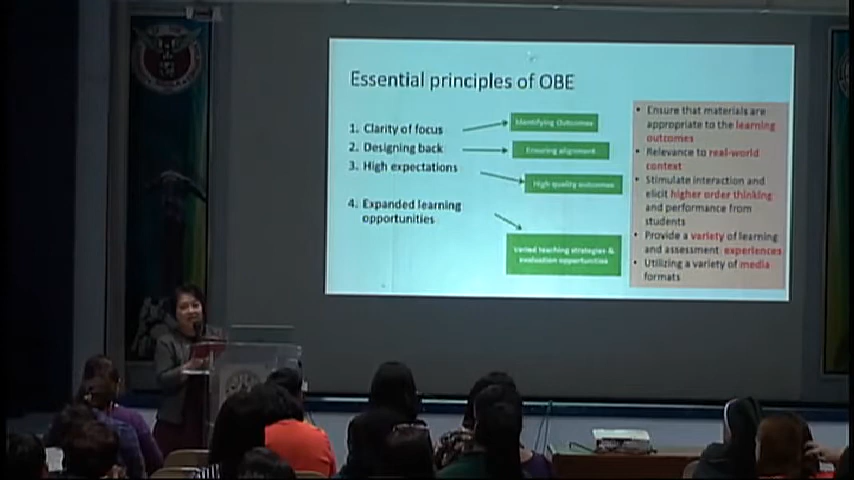 Essential principles of OBE
1. Clarity of focus
2. Designing back
3. High expectations
4. Expanded learning
opportunities
Identifying Outcomes
Ensuring alignment
High quality outcomes
Varied teaching strategies &
evaluation opportunities
• Ensure that materials are
appropriate to the learning
outcomes
• Relevance to real-world
context
• Stimulate interaction and
elicit higher order thinking
and performance from
students
• Provide a variety of learning
and assessment experiences
• Utilizing a variety of media
formats